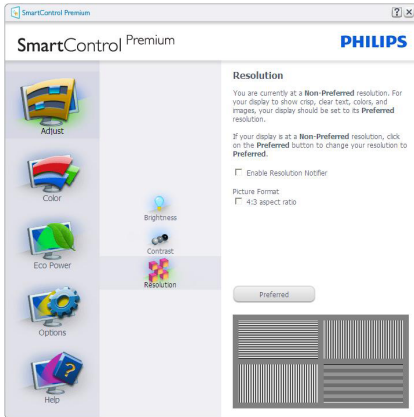 SmartControl Premium
SmartControl Premium
PHILIPS
Adjust
Color
Eco Power
Options
Help
Brightness
Contrast
Resolution
Resolution
You are currently at a Non-Preferred resolution. For
your display to show crisp, clear text, colors, and
images, your display should be set to its Preferred
resolution.
If your display is at a Non-Preferred resolution, click
on the Preferred button to change your resolution to
Preferred.
Enable Resolution Notifier
Picture Format
4:3 aspect ratio
Preferred